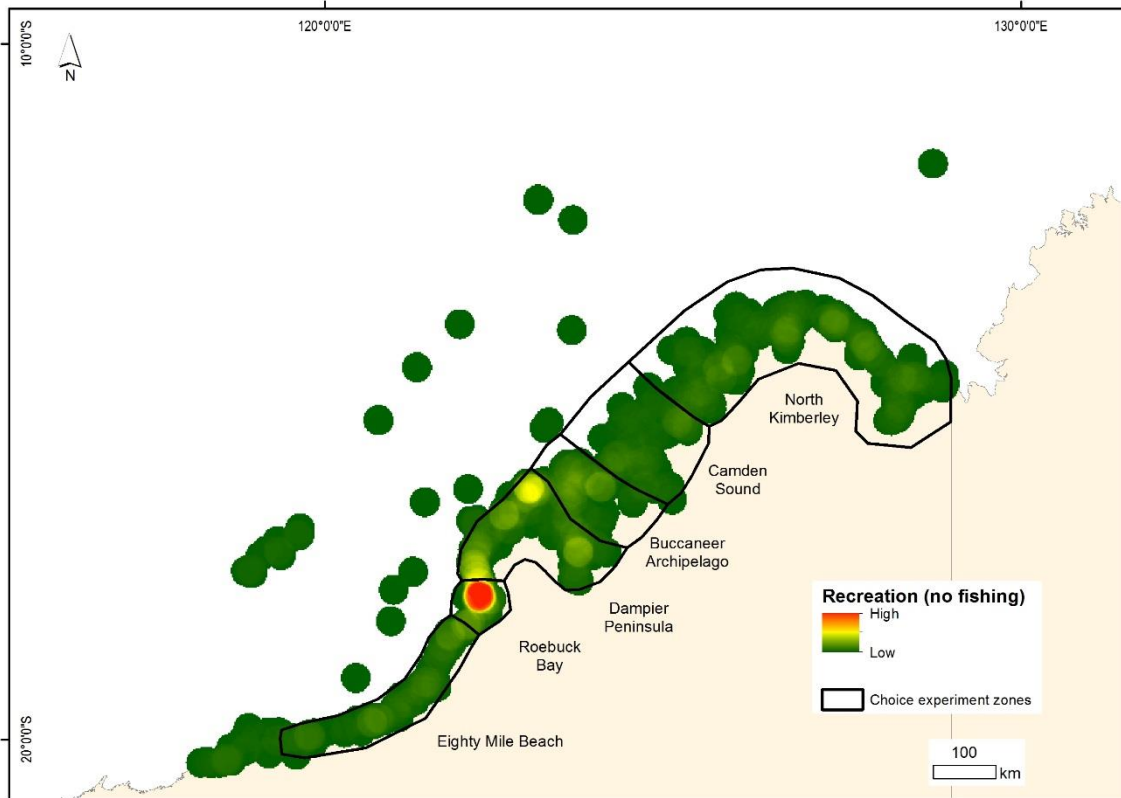 120°0'0"E
130°0'0"E
10°0'0"S
N
North
Kimberley
Camden
Sound
Buccaneer
Archipelago
Dampier
Peninsula
Roebuck
Bay
Eighty Mile Beach
20°0'0"S
Recreation (no fishing)
High
Low
Choice experiment zones
100
km